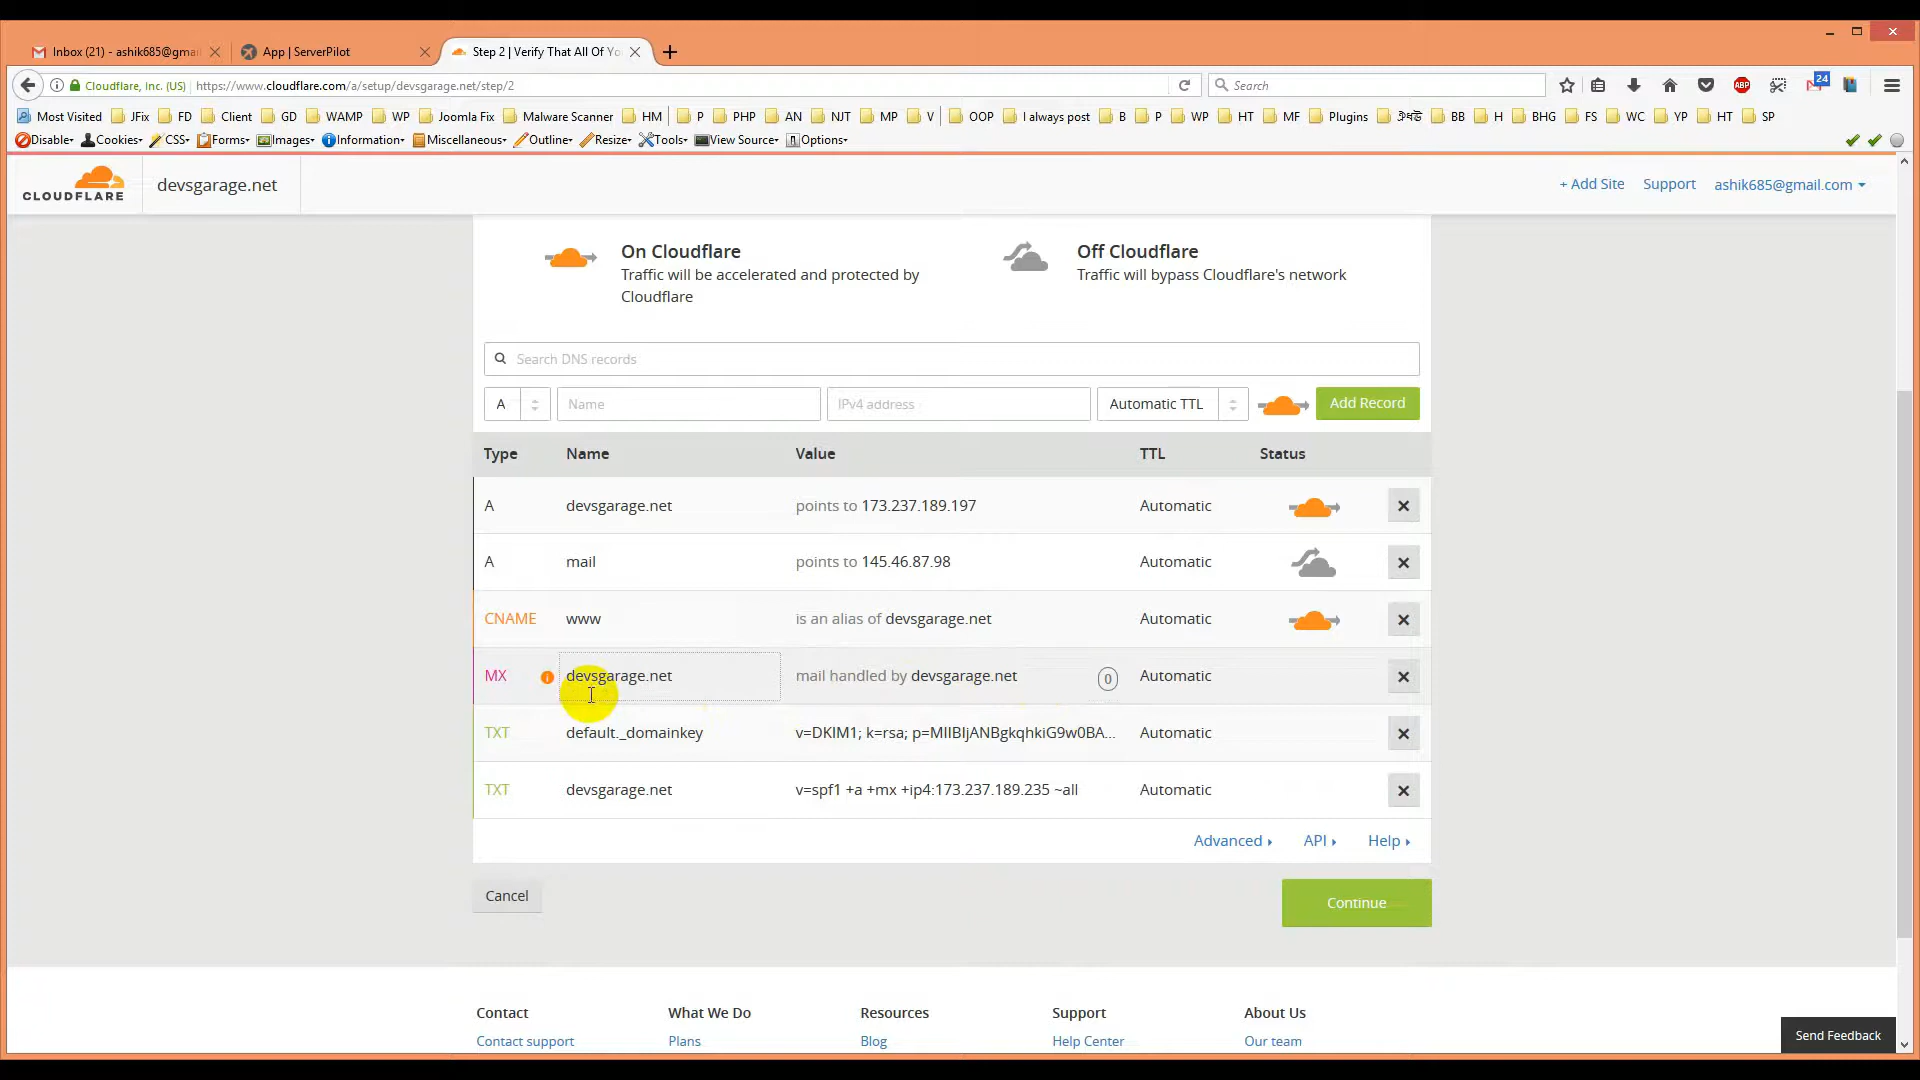 Inbox (21) - ashik685@gmai
App | ServerPilot
Step 2 | Verify That All Of Yo
Cloudflare, Inc. (US)
https://www.cloudflare.com/a/setup/devsgarage.net/step/2
Search
ABP
24
Most Visited JFix FD Client GD WAMP WP Joomla Fix Malware Scanner HM P PHP AN NJT MP V OOP I always post B P WP HT MF Plugins BB H BHG FS WC YP HT SP
Disable Cookies CSS Forms Images Information Miscellaneous Outline Resize Tools View Source Options
CLOUDFLARE
devsgarage.net
+ Add Site Support ashik685@gmail.com
On Cloudflare
Traffic will be accelerated and protected by
Cloudflare
Off Cloudflare
Traffic will bypass Cloudflare's network
Search DNS records
A Name IPv4 address Automatic TTL Add Record
Type Name Value TTL Status
A devsgarage.net points to 173.237.189.197 Automatic
A mail points to 145.46.87.98 Automatic
CNAME www is an alias of devsgarage.net Automatic
MX devsgarage.net mail handled by devsgarage.net 0 Automatic
TXT default._domainkey v=DKIM1; k=rsa; p=MIIBIjANBgkqhkiG9w0BA... Automatic
TXT devsgarage.net v=spf1 +a +mx +ip4:173.237.189.235 ~all Automatic
Advanced API Help
Cancel Continue
Contact What We Do Resources Support About Us
Contact support Plans Blog Help Center Our team
Send Feedback